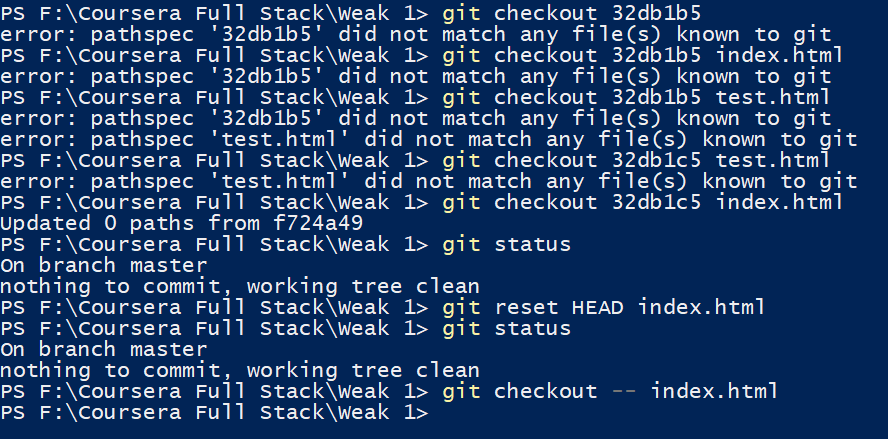 PS F:\Coursera Full Stack\Weak 1> git checkout 32db1b5
error: pathspec '32db1b5' did not match any file(s) known to git
PS F:\Coursera Full Stack\Weak 1> git checkout 32db1b5 index.html
error: pathspec '32db1b5' did not match any file(s) known to git
PS F:\Coursera Full Stack\Weak 1> git checkout 32db1b5 test.html
error: pathspec '32db1b5' did not match any file(s) known to git
error: pathspec 'test.html' did not match any file(s) known to git
PS F:\Coursera Full Stack\Weak 1> git checkout 32db1c5 test.html
error: pathspec 'test.html' did not match any file(s) known to git
PS F:\Coursera Full Stack\Weak 1> git checkout 32db1c5 index.html
Updated 0 paths from f724a49
PS F:\Coursera Full Stack\Weak 1> git status
On branch master
nothing to commit, working tree clean
PS F:\Coursera Full Stack\Weak 1> git reset HEAD index.html
PS F:\Coursera Full Stack\Weak 1> git status
On branch master
nothing to commit, working tree clean
PS F:\Coursera Full Stack\Weak 1> git checkout -- index.html
PS F:\Coursera Full Stack\Weak 1>